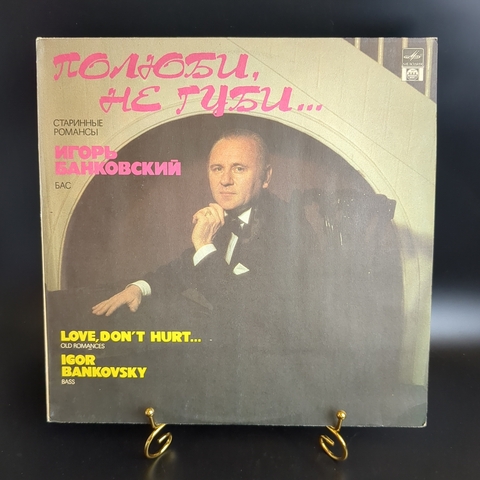 ПОЛЮБИ,
НЕ ГУБИ...
СТАРИННЫЕ
РОМАНСЫ
ИГОРЬ
БАНКОВСКИЙ
БАС
LOVE, DON'T HURT...
OLD ROMANCES
IGOR
BANKOVSKY
BASS